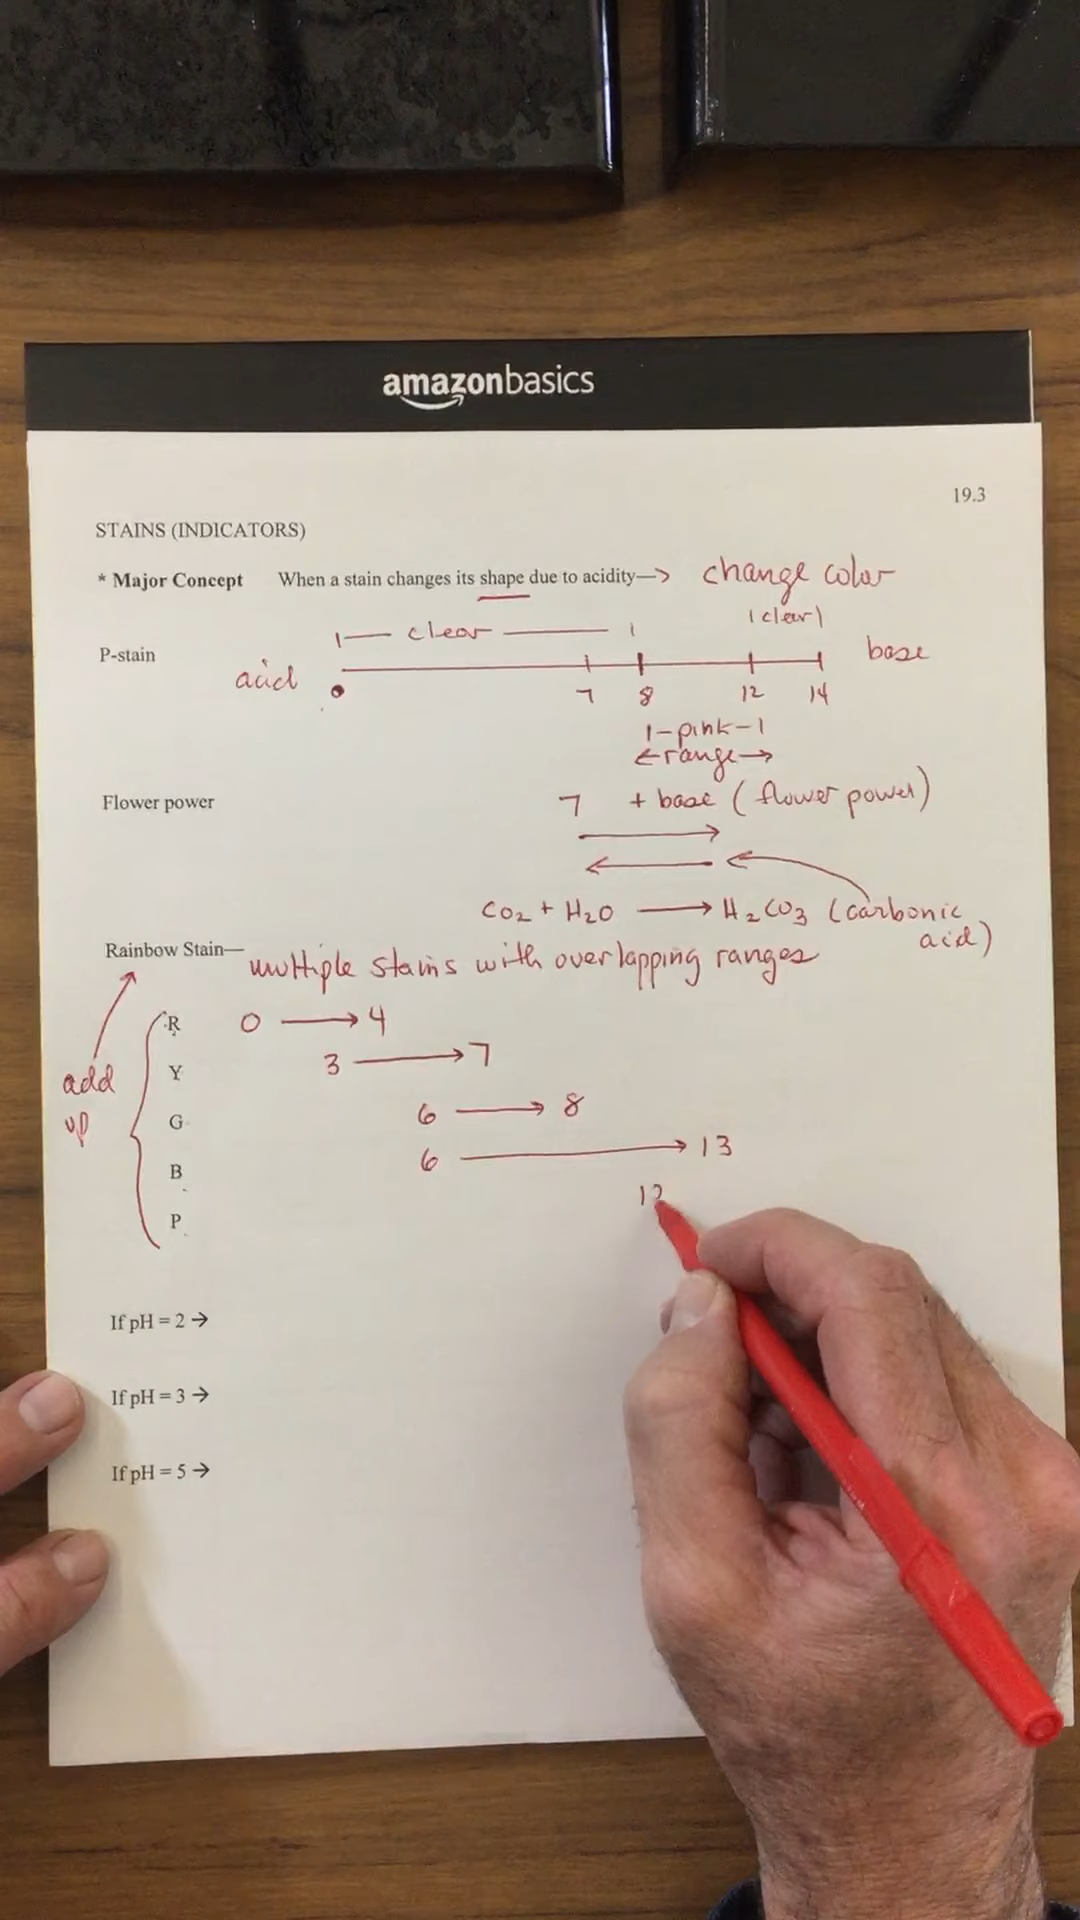 amazonbasics
19.3
STAINS (INDICATORS)
* Major Concept When a stain changes its shape due to acidity—> change color
|— clear —— | |clear|
P-stain acid base
0 7 8 12 14
|-pink-|
<-range->
Flower power 7 + base (flower power)
CO2 + H2O → H2CO3 (carbonic acid)
Rainbow Stain— multiple stains with overlapping ranges
add up
R 0 → 4
Y 3 → 7
G 6 → 8
B 6 → 13
P 12
If pH = 2 →
If pH = 3 →
If pH = 5 →